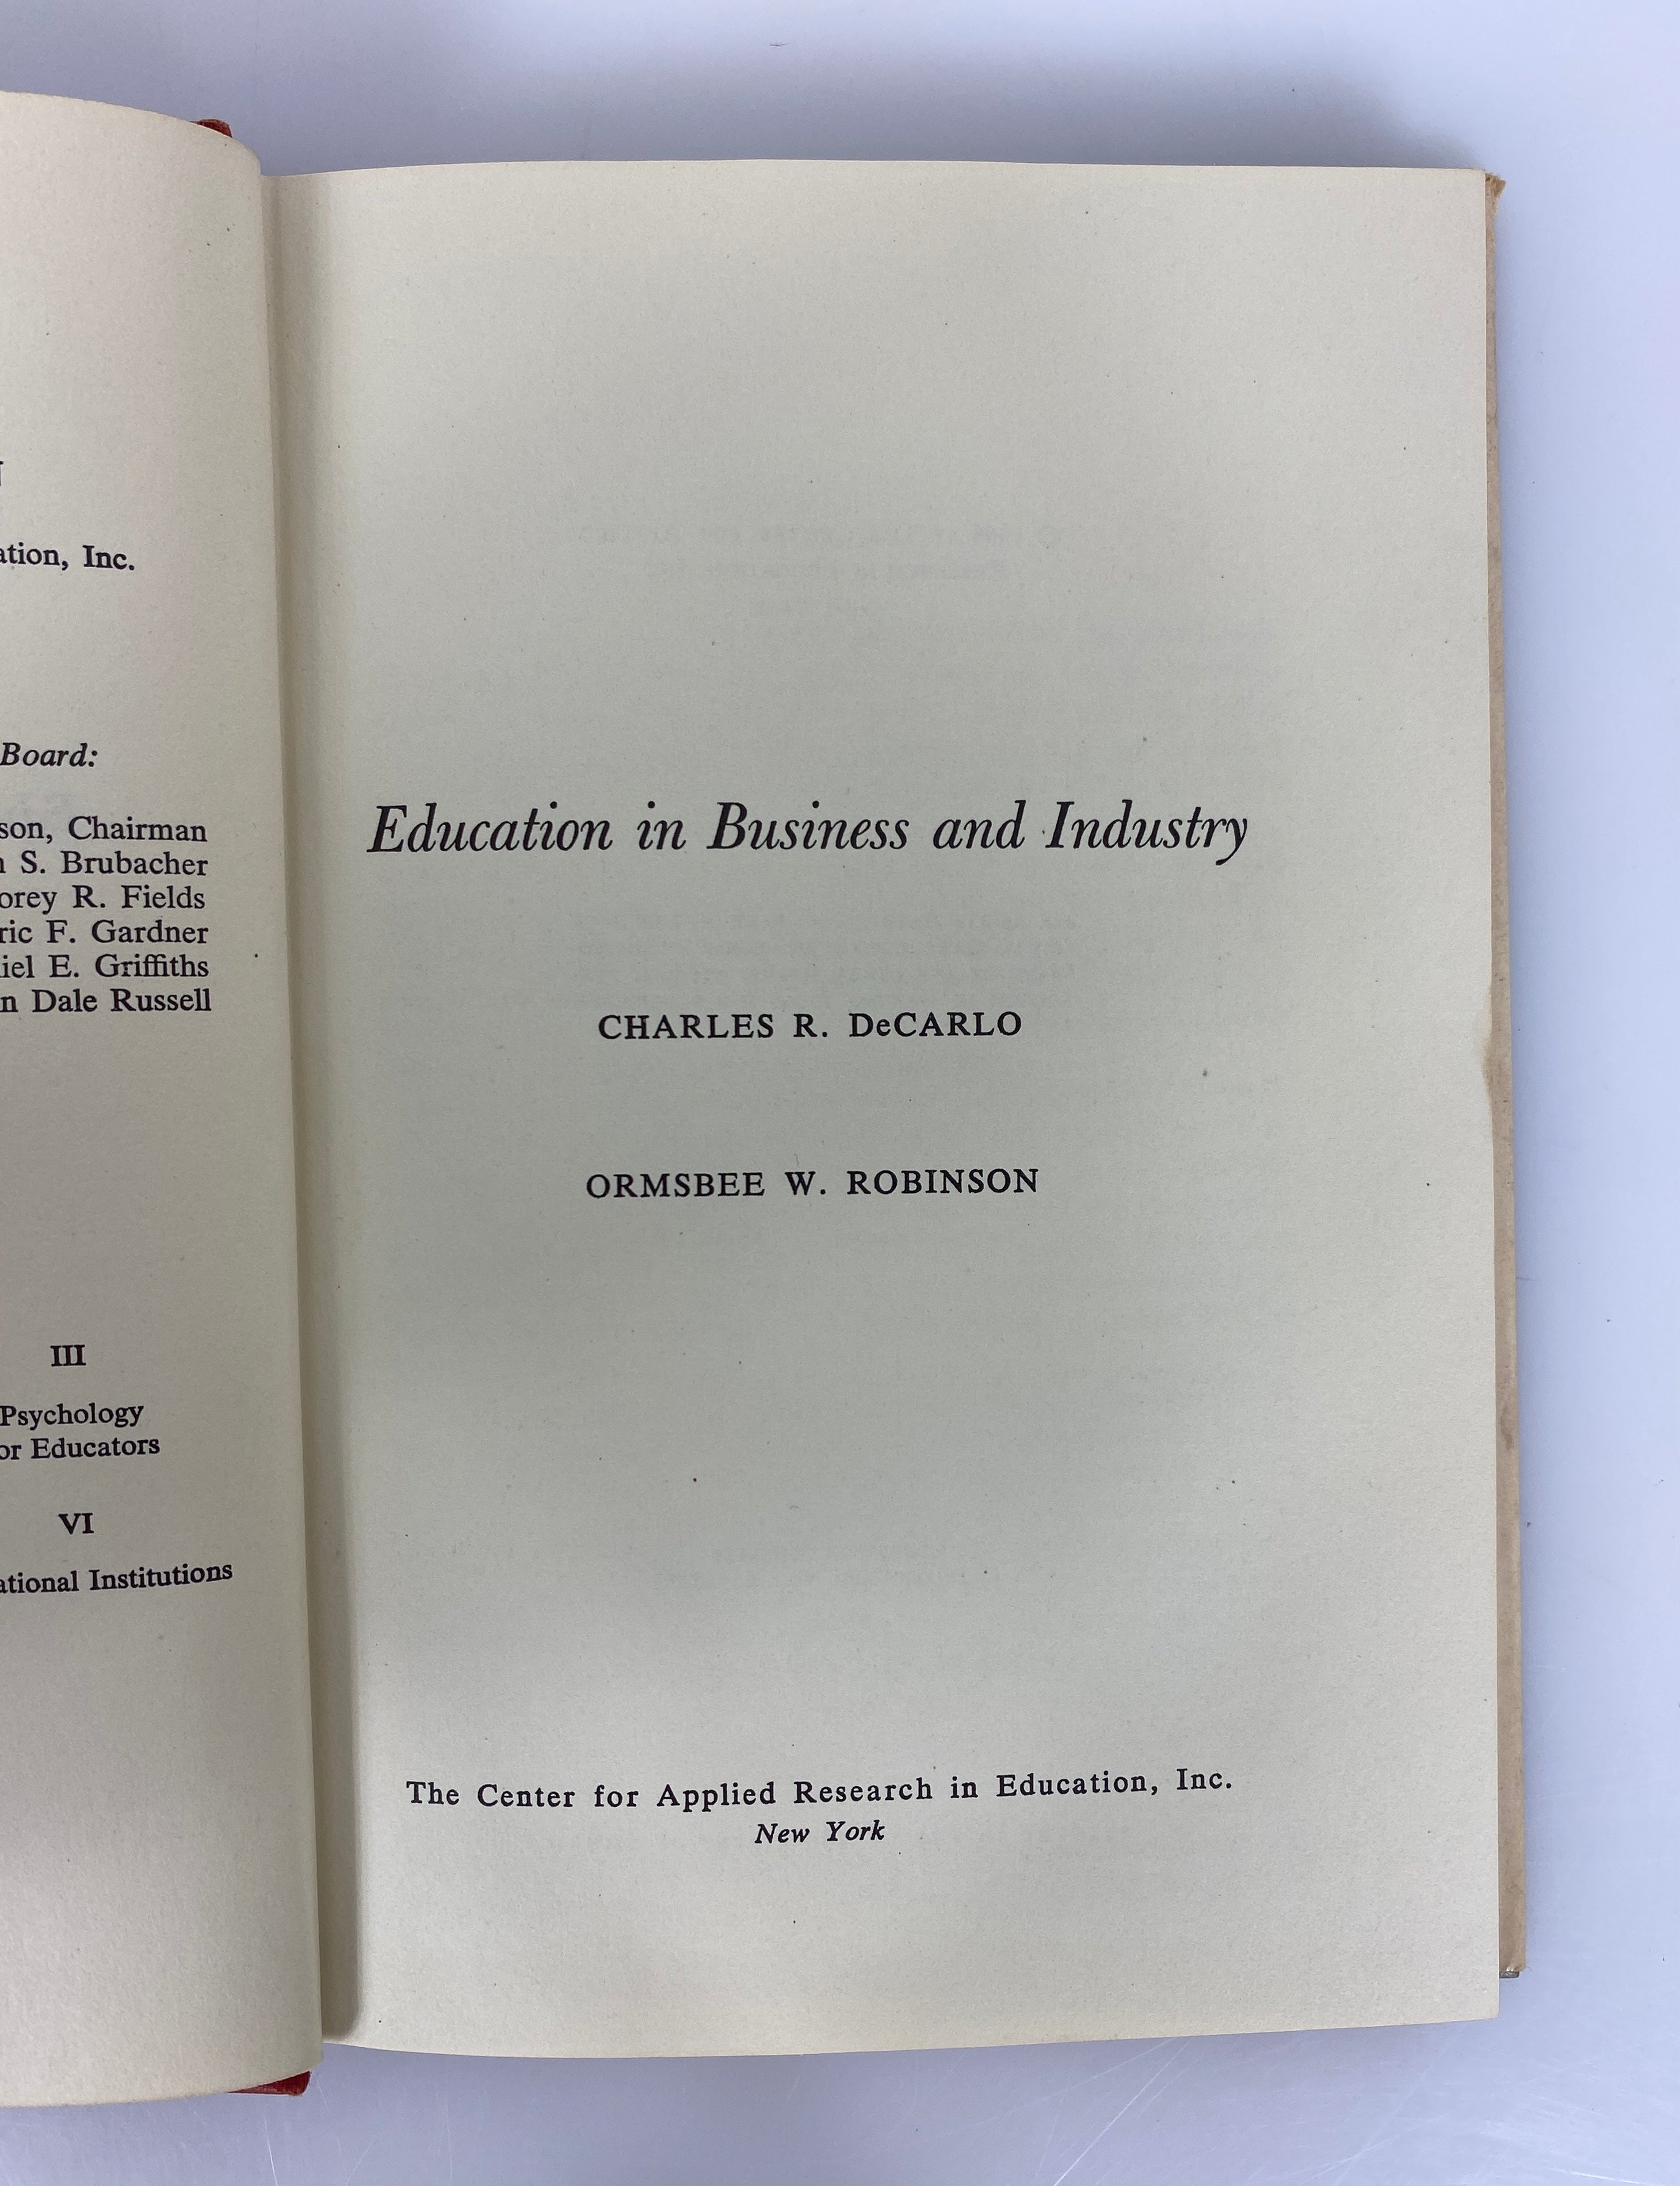 ation, Inc.
Board:
son, Chairman
S. Brubacher
orey R. Fields
ric F. Gardner
iel E. Griffiths
n Dale Russell
III
Psychology
or Educators
VI
ational Institutions
Education in Business and Industry
CHARLES R. DeCARLO
ORMSBEE W. ROBINSON
The Center for Applied Research in Education, Inc.
New York